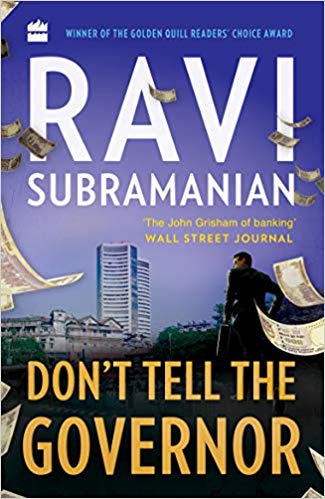 WINNER OF THE GOLDEN QUILL READERS' CHOICE AWARD
RAVI
SUBRAMANIAN
'The John Grisham of banking'
WALL STREET JOURNAL
DON'T TELL THE
GOVERNOR